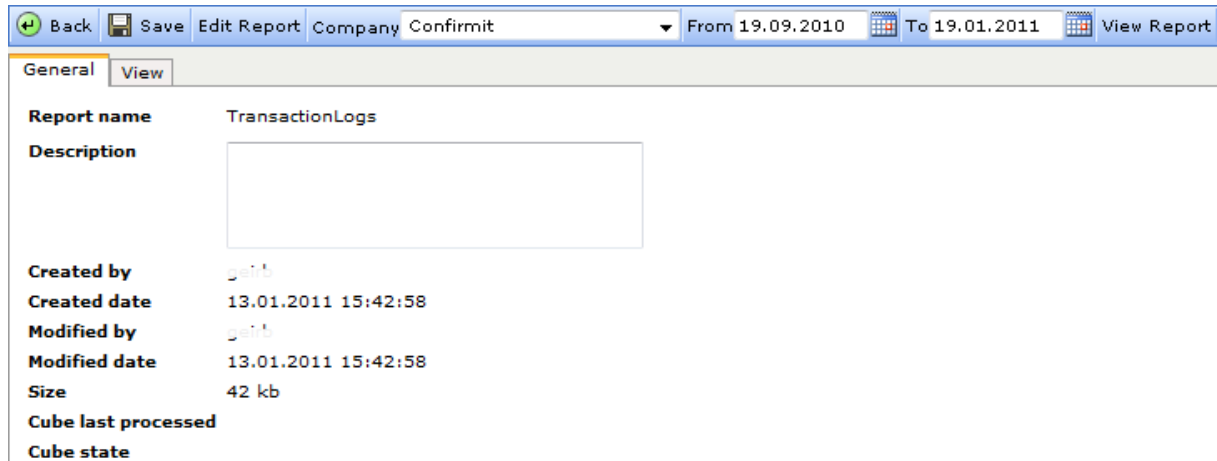 Back Save Edit Report Company Confirmit From 19.09.2010 To 19.01.2011 View Report
General View
Report name TransactionLogs
Description
Created by
Created date 13.01.2011 15:42:58
Modified by
Modified date 13.01.2011 15:42:58
Size 42 kb
Cube last processed
Cube state